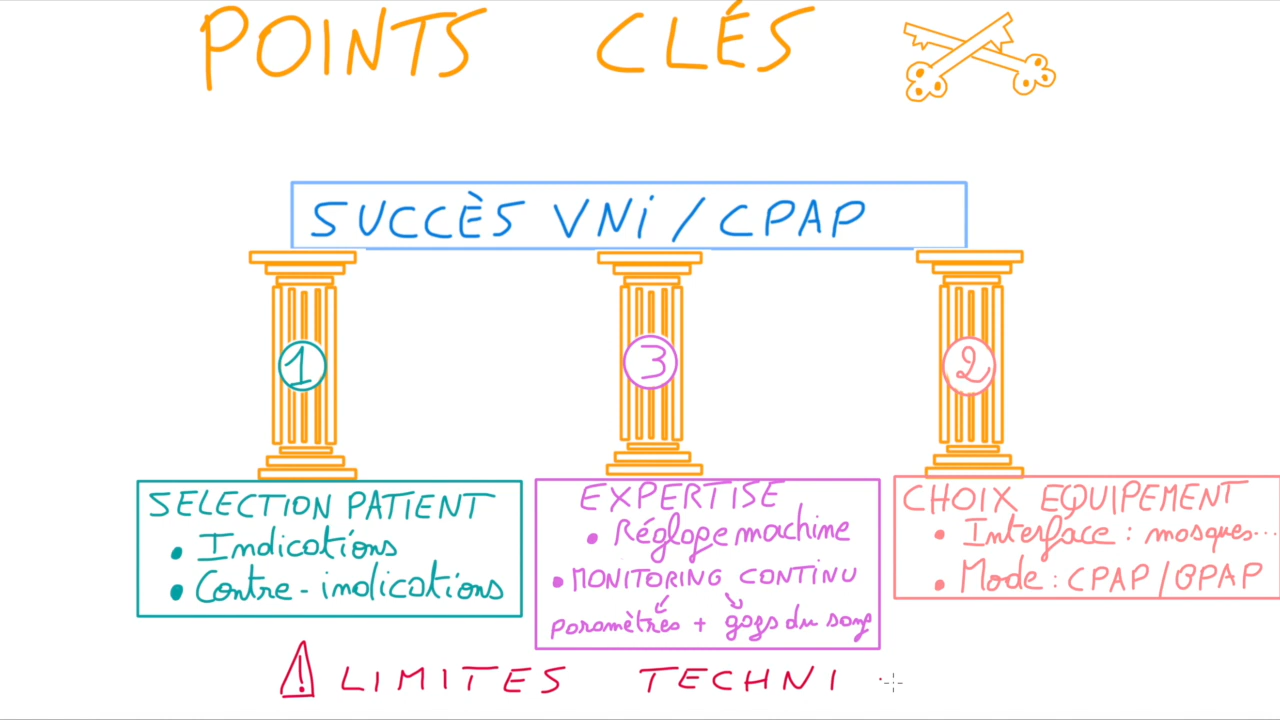 POINTS CLÉS
SUCCÈS VNi / CPAP
1
3
2
SELECTION PATIENT
• Indications
• Contre-indications
EXPERTISE
• Réglage machine
• MONITORING CONTINU
paramètres + gazs du sang
CHOIX EQUIPEMENT
• Interface : masques...
• Mode : CPAP / BPAP
! LIMITES TECHNI